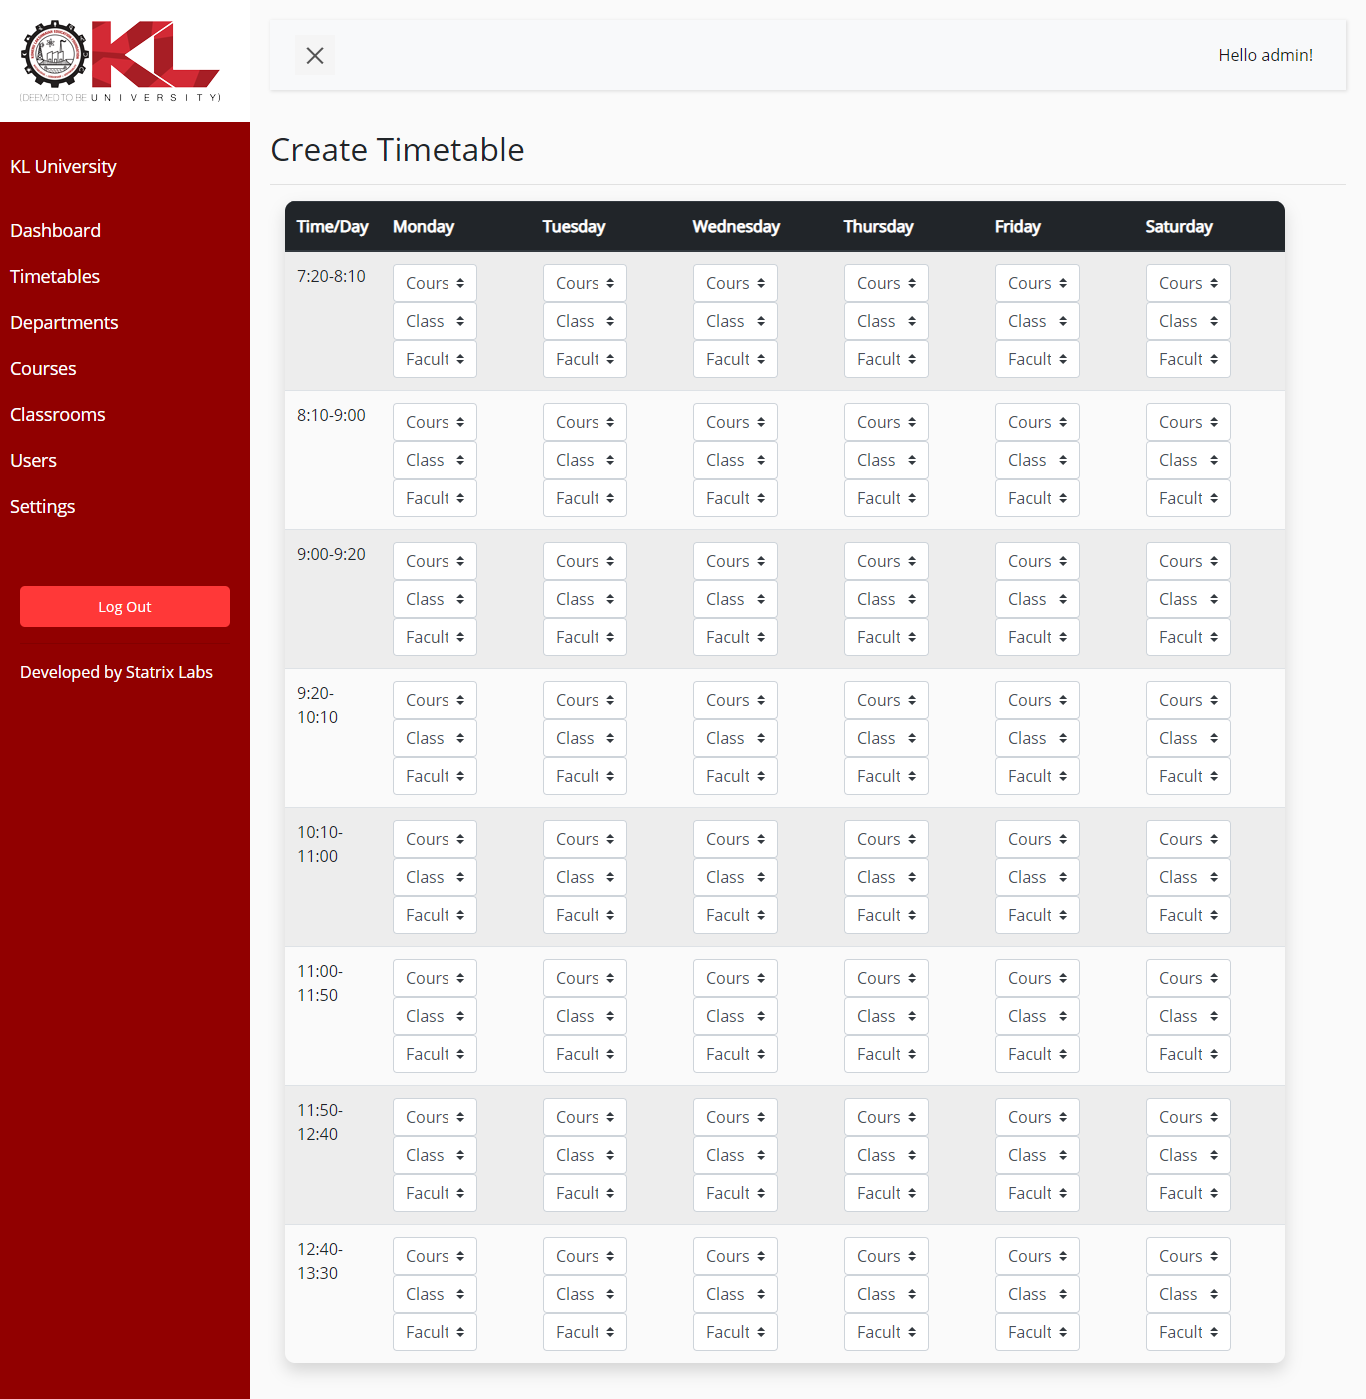 KL
(DEEMED TO BE UNIVERSITY)
Hello admin!
KL University
Dashboard
Timetables
Departments
Courses
Classrooms
Users
Settings
Log Out
Developed by Statrix Labs
Create Timetable
Time/Day Monday Tuesday Wednesday Thursday Friday Saturday
7:20-8:10 Cours Cours Cours Cours Cours Cours
Class Class Class Class Class Class
Facult Facult Facult Facult Facult Facult
8:10-9:00 Cours Cours Cours Cours Cours Cours
Class Class Class Class Class Class
Facult Facult Facult Facult Facult Facult
9:00-9:20 Cours Cours Cours Cours Cours Cours
Class Class Class Class Class Class
Facult Facult Facult Facult Facult Facult
9:20-
10:10 Cours Cours Cours Cours Cours Cours
Class Class Class Class Class Class
Facult Facult Facult Facult Facult Facult
10:10-
11:00 Cours Cours Cours Cours Cours Cours
Class Class Class Class Class Class
Facult Facult Facult Facult Facult Facult
11:00-
11:50 Cours Cours Cours Cours Cours Cours
Class Class Class Class Class Class
Facult Facult Facult Facult Facult Facult
11:50-
12:40 Cours Cours Cours Cours Cours Cours
Class Class Class Class Class Class
Facult Facult Facult Facult Facult Facult
12:40-
13:30 Cours Cours Cours Cours Cours Cours
Class Class Class Class Class Class
Facult Facult Facult Facult Facult Facult